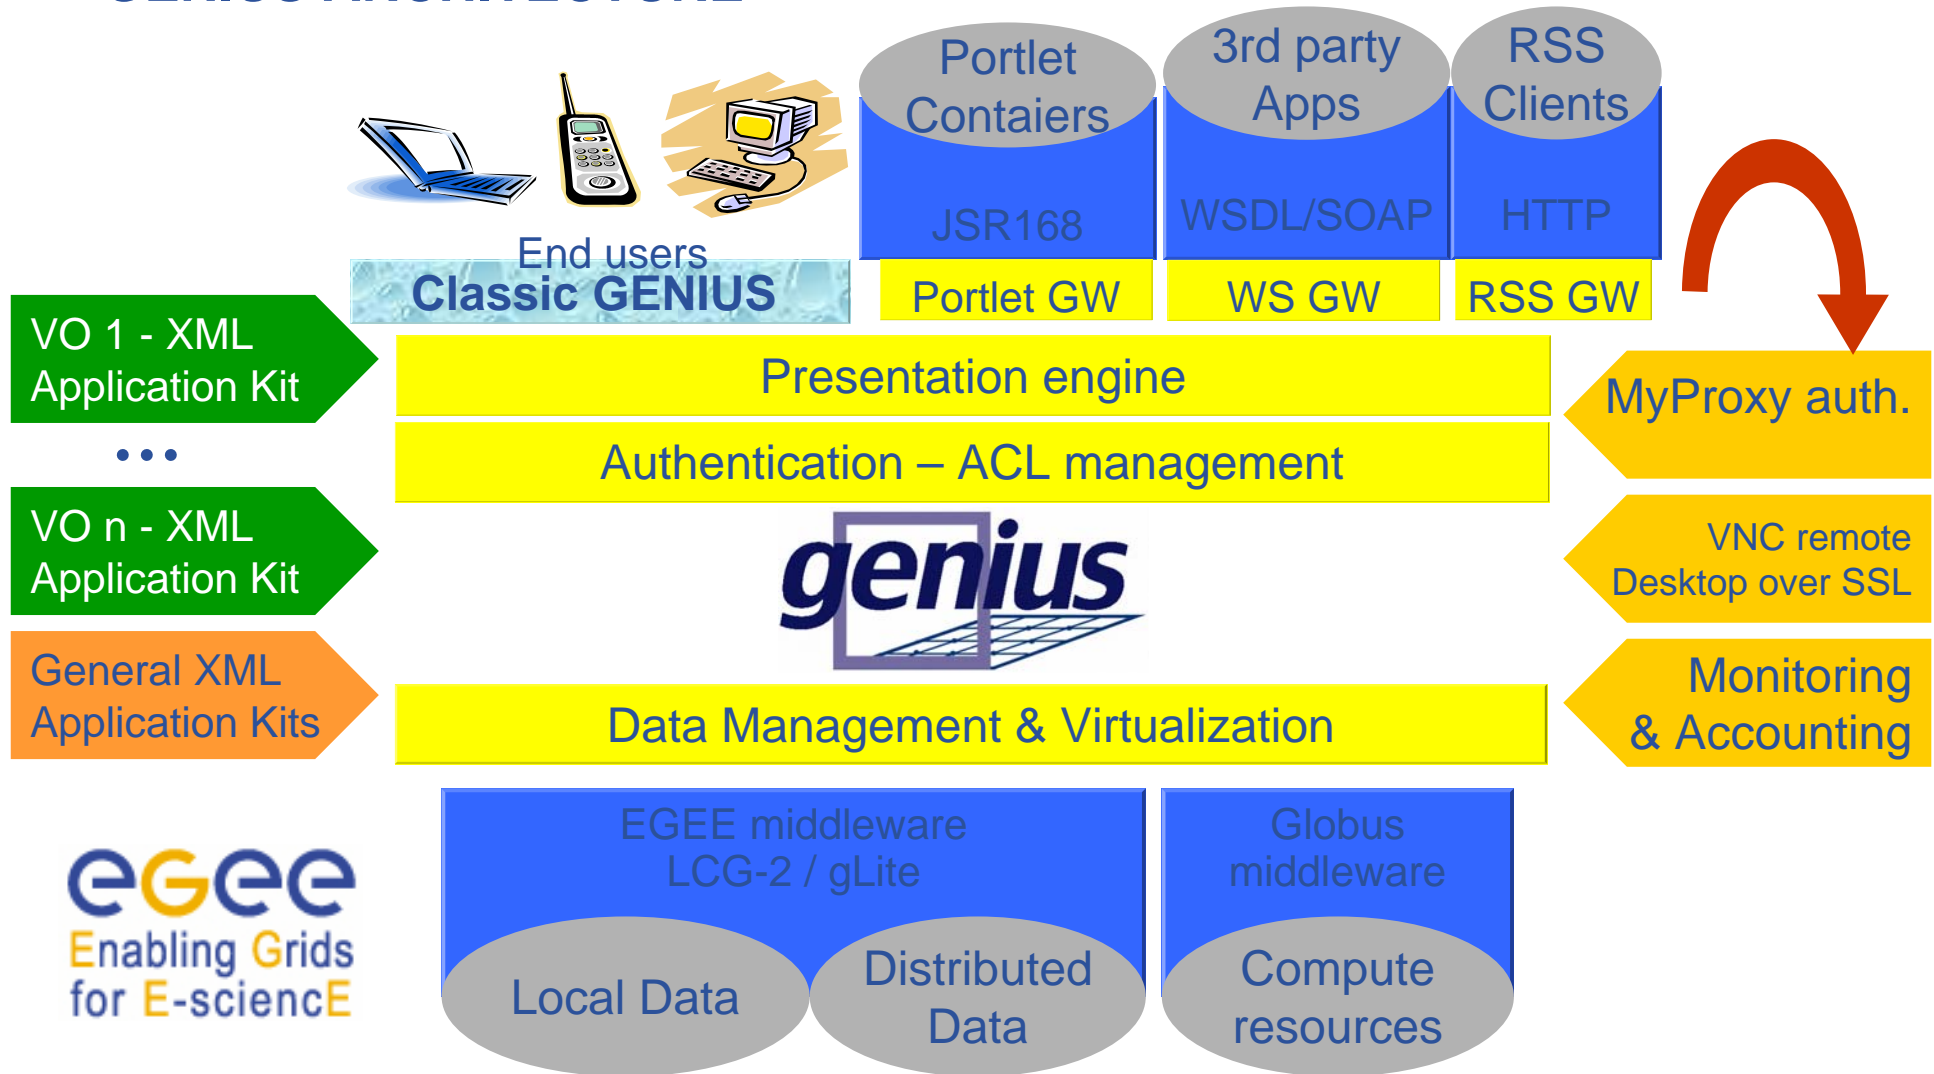 GENIUS ARCHITECTURE
Portlet
Contaiers
3rd party
Apps
RSS
Clients
JSR168
WSDL/SOAP
HTTP
End users
Classic GENIUS
Portlet GW
WS GW
RSS GW
VO 1 - XML
Application Kit
Presentation engine
MyProxy auth.
...
Authentication – ACL management
VO n - XML
Application Kit
genius
VNC remote
Desktop over SSL
General XML
Application Kits
Data Management & Virtualization
Monitoring
& Accounting
EGEE middleware
LCG-2 / gLite
Globus
middleware
eGee
Enabling Grids
for E-sciencE
Local Data
Distributed
Data
Compute
resources